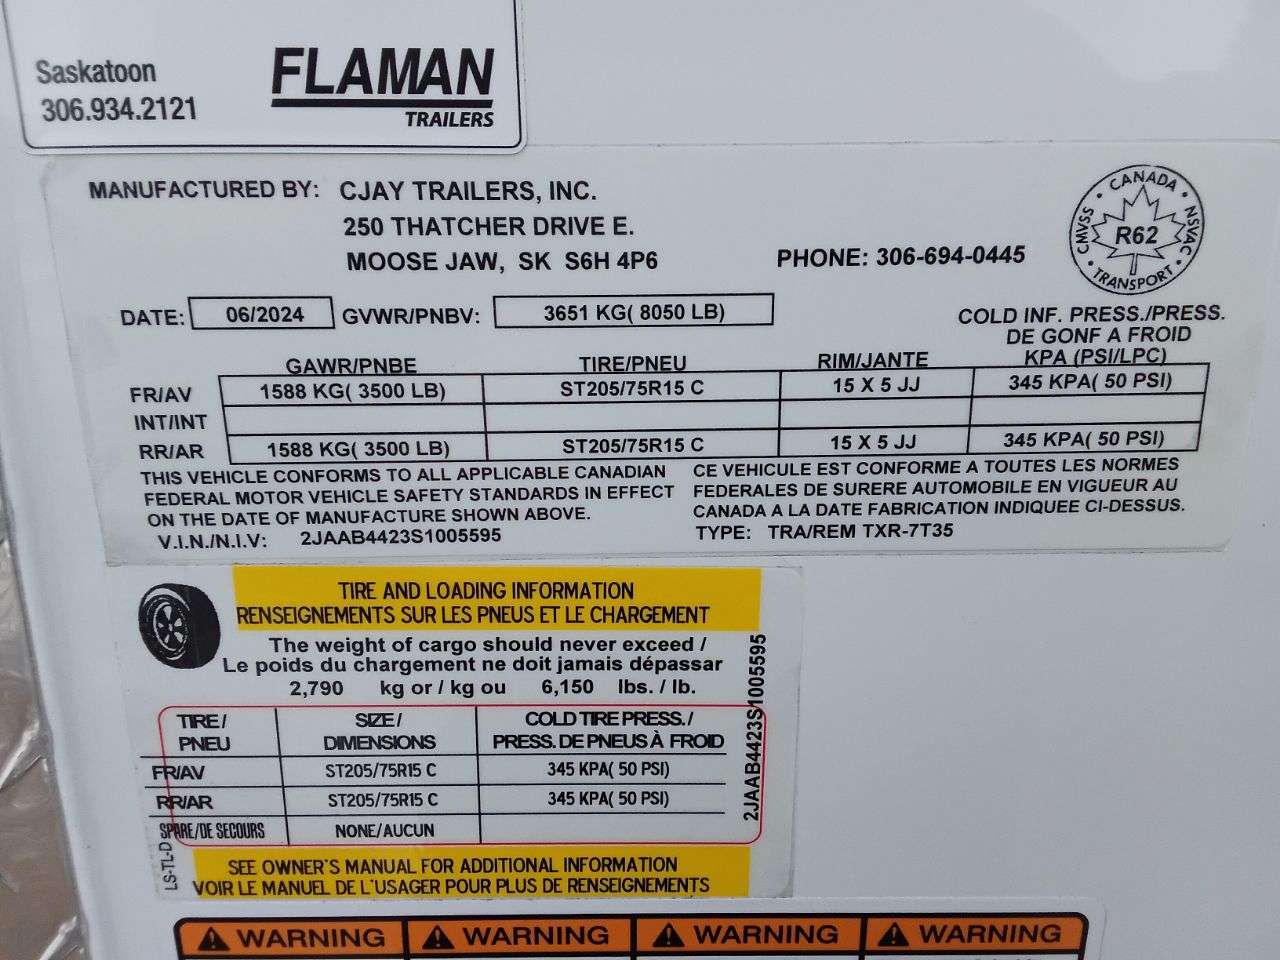 Saskatoon
306.934.2121
FLAMAN
TRAILERS
MANUFACTURED BY: CJAY TRAILERS, INC.
250 THATCHER DRIVE E.
MOOSE JAW, SK S6H 4P6
PHONE: 306-694-0445
CANADA
CMVSS NSVAC
R62
TRANSPORT
DATE: 06/2024 GVWR/PNBV: 3651 KG( 8050 LB)
COLD INF. PRESS./PRESS.
DE GONF A FROID
KPA (PSI/LPC)
GAWR/PNBE TIRE/PNEU RIM/JANTE
FR/AV 1588 KG( 3500 LB) ST205/75R15 C 15 X 5 JJ 345 KPA( 50 PSI)
INT/INT
RR/AR 1588 KG( 3500 LB) ST205/75R15 C 15 X 5 JJ 345 KPA( 50 PSI)
THIS VEHICLE CONFORMS TO ALL APPLICABLE CANADIAN
FEDERAL MOTOR VEHICLE SAFETY STANDARDS IN EFFECT
ON THE DATE OF MANUFACTURE SHOWN ABOVE.
CE VEHICULE EST CONFORME A TOUTES LES NORMES
FEDERALES DE SURERE AUTOMOBILE EN VIGUEUR AU
CANADA A LA DATE FABRICATION INDIQUEE CI-DESSUS.
V.I.N./N.I.V: 2JAAB4423S1005595
TYPE: TRA/REM TXR-7T35
TIRE AND LOADING INFORMATION
RENSEIGNEMENTS SUR LES PNEUS ET LE CHARGEMENT
The weight of cargo should never exceed /
Le poids du chargement ne doit jamais dépassar
2,790 kg or / kg ou 6,150 lbs. / lb.
TIRE / SIZE / COLD TIRE PRESS. /
PNEU DIMENSIONS PRESS. DE PNEUS À FROID
FR/AV ST205/75R15 C 345 KPA( 50 PSI)
RR/AR ST205/75R15 C 345 KPA( 50 PSI)
SPARE/DE SECOURS NONE/AUCUN
2JAAB4423S1005595
LS-TL-D
SEE OWNER'S MANUAL FOR ADDITIONAL INFORMATION
VOIR LE MANUEL DE L'USAGER POUR PLUS DE RENSEIGNEMENTS
WARNING WARNING WARNING WARNING